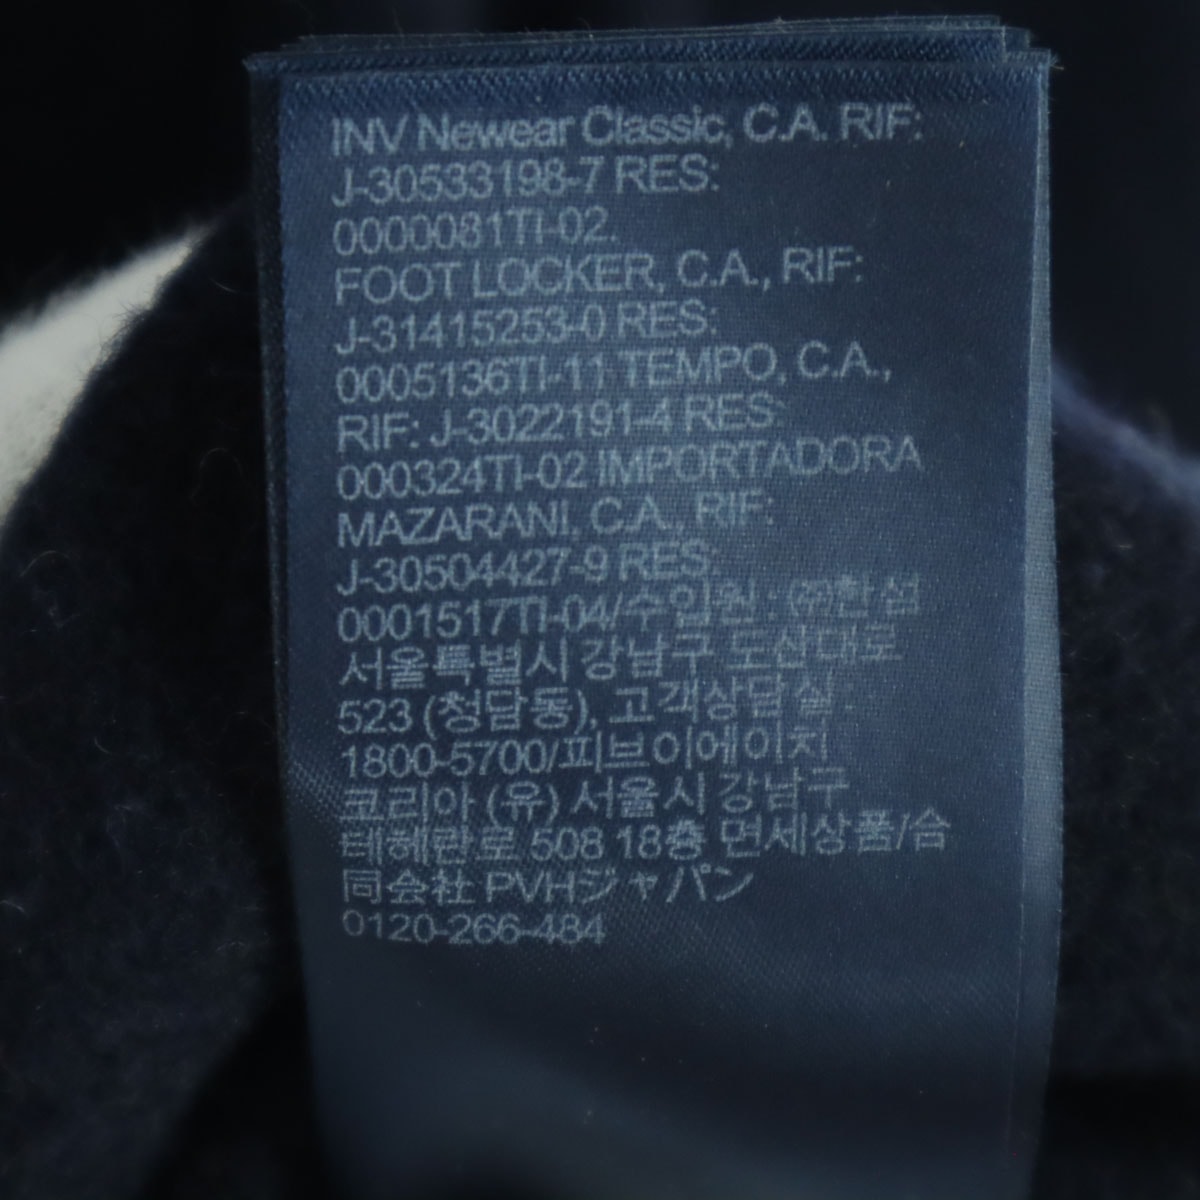 INV Newear Classic, C.A. RIF:
J-30533198-7 RES:
0000081TI-02.
FOOT LOCKER, C.A., RIF:
J-31415253-0 RES:
0005136TI-11 TEMPO, C.A.,
RIF: J-3022191-4 RES:
000324TI-02 IMPORTADORA
MAZARANI, C.A., RIF:
J-30504427-9 RES:
0001517TI-04/수입원 : ㈜한섬
서울특별시 강남구 도산대로
523 (청담동), 고객상담실 :
1800-5700/피브이에이치
코리아 (유) 서울시 강남구
테헤란로 508 18층 면세상품/合
同会社 PVHジャパン
0120-266-484